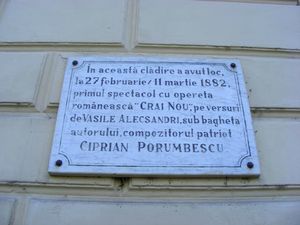 În această clădire a avut loc,
la 27 februarie/11 martie 1882,
primul spectacol cu opereta
românească "CRAI NOU", pe versuri
de VASILE ALECSANDRI, sub bagheta
autorului, compozitorul patriot
CIPRIAN PORUMBESCU